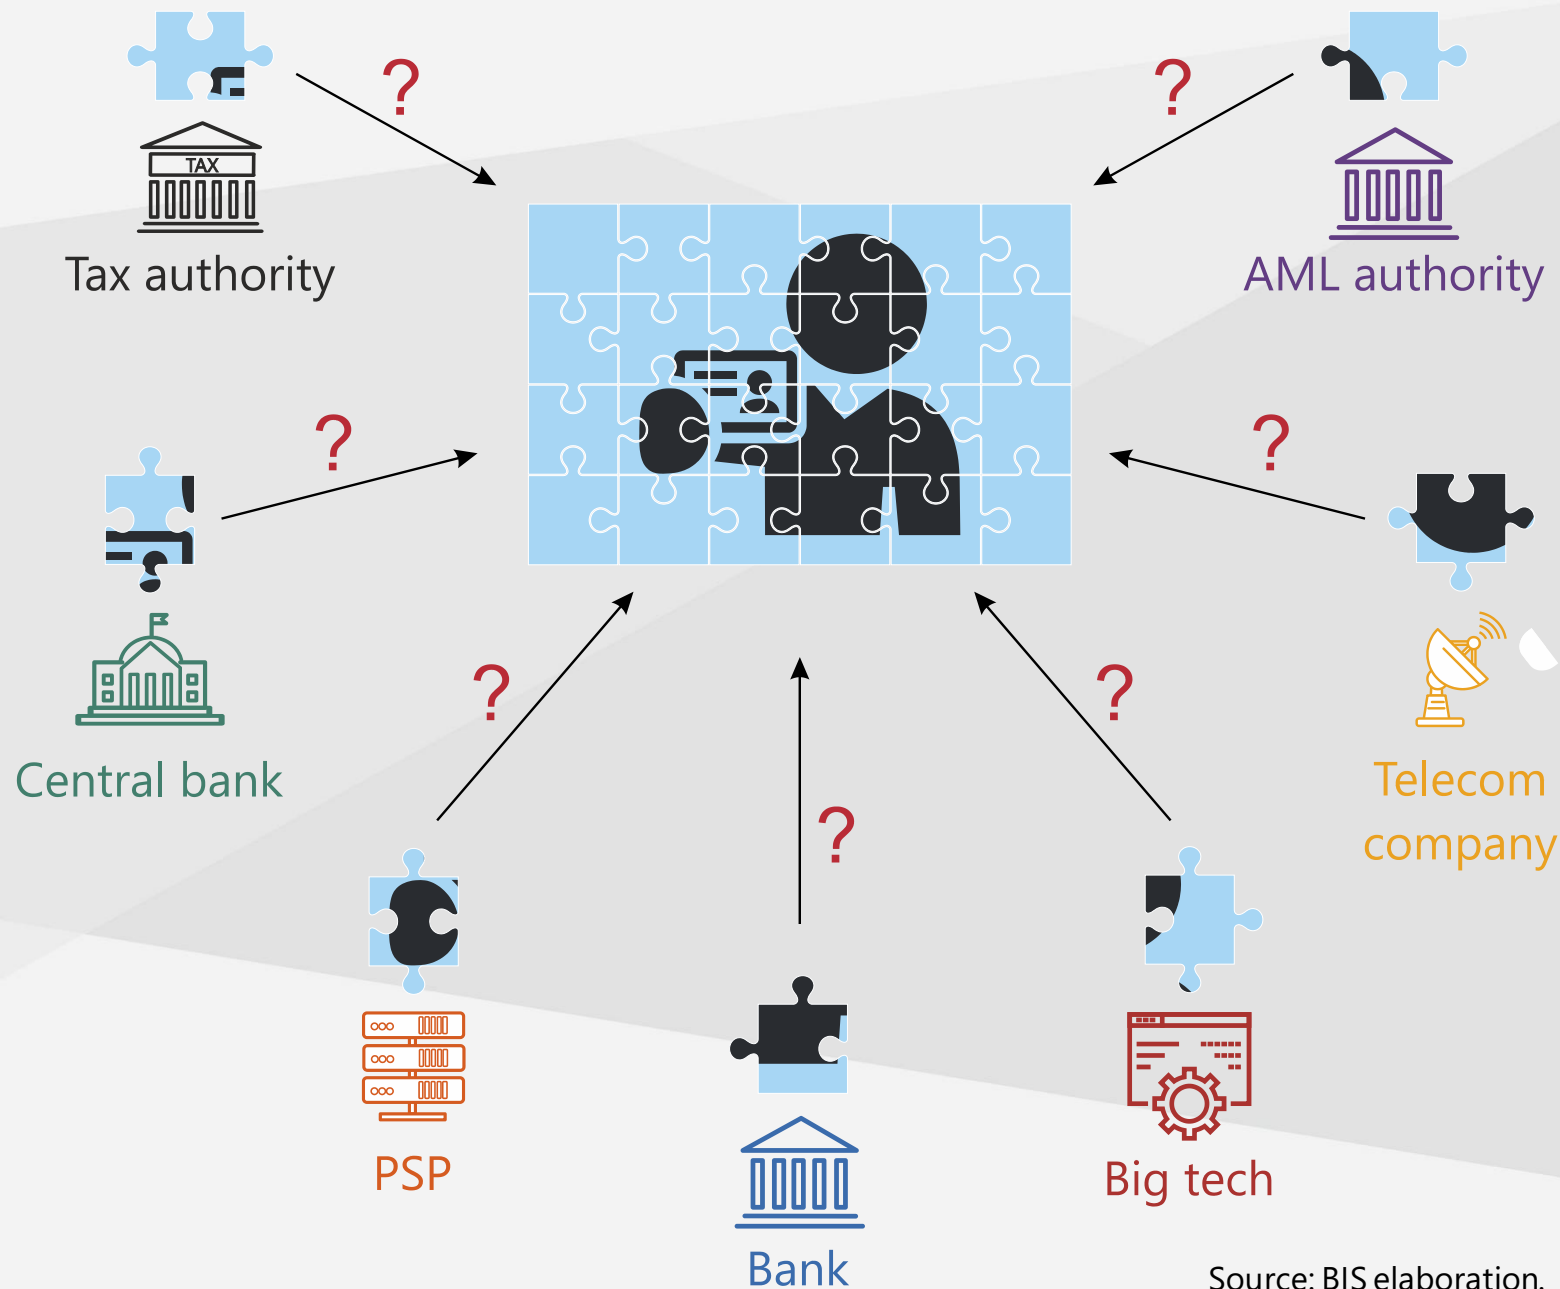 ?
?
TAX
Tax authority
AML authority
?
?
Central bank
?
?
Telecom
company
?
PSP
Big tech
Bank
Source: BIS elaboration.